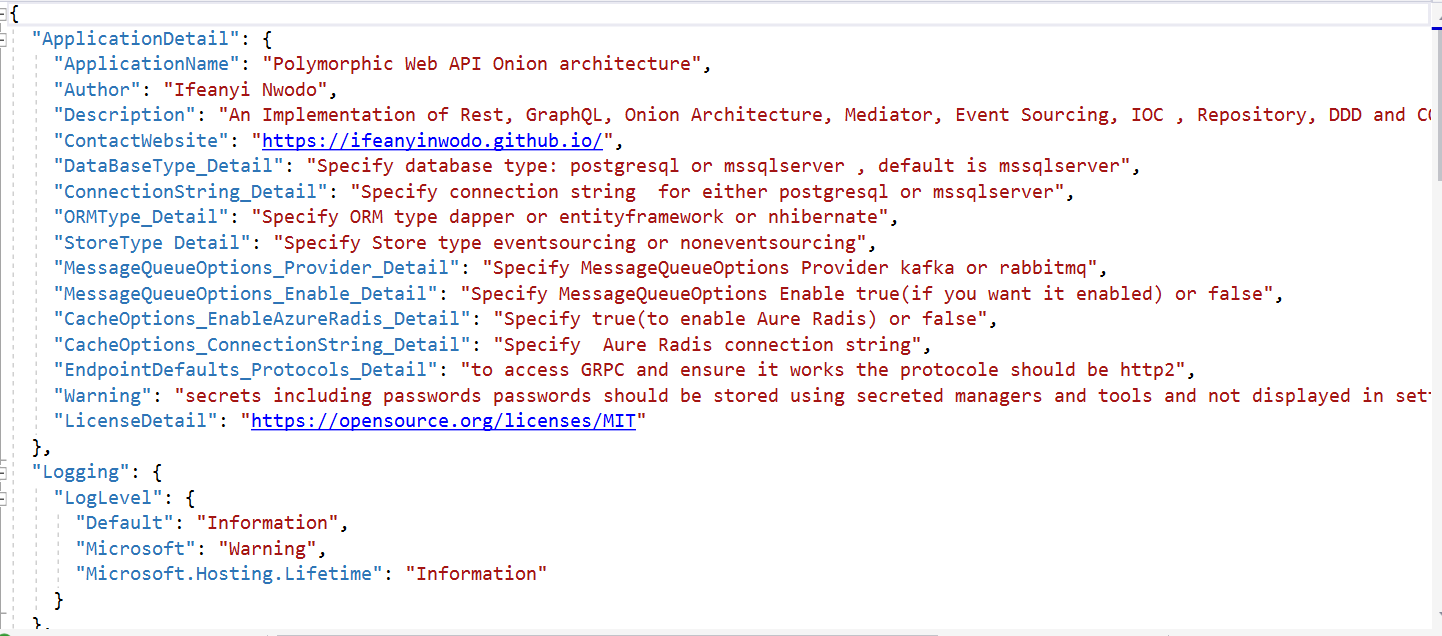 {
"ApplicationDetail": {
"ApplicationName": "Polymorphic Web API Onion architecture",
"Author": "Ifeanyi Nwodo",
"Description": "An Implementation of Rest, GraphQL, Onion Architecture, Mediator, Event Sourcing, IOC , Repository, DDD and
"ContactWebsite": "https://ifeanyinwodo.github.io/",
"DataBaseType_Detail": "Specify database type: postgresql or mssqlserver , default is mssqlserver",
"ConnectionString_Detail": "Specify connection string  for either postgresql or mssqlserver",
"ORMType_Detail": "Specify ORM type dapper or entityframework or nhibernate",
"StoreType Detail": "Specify Store type eventsourcing or noneventsourcing",
"MessageQueueOptions_Provider_Detail": "Specify MessageQueueOptions Provider kafka or rabbitmq",
"MessageQueueOptions_Enable_Detail": "Specify MessageQueueOptions Enable true(if you want it enabled) or false",
"CacheOptions_EnableAzureRadis_Detail": "Specify true(to enable Aure Radis) or false",
"CacheOptions_ConnectionString_Detail": "Specify  Aure Radis connection string",
"EndpointDefaults_Protocols_Detail": "to access GRPC and ensure it works the protocole should be http2",
"Warning": "secrets including passwords passwords should be stored using secreted managers and tools and not displayed in
"LicenseDetail": "https://opensource.org/licenses/MIT"
},
"Logging": {
"LogLevel": {
"Default": "Information",
"Microsoft": "Warning",
"Microsoft.Hosting.Lifetime": "Information"
}
},